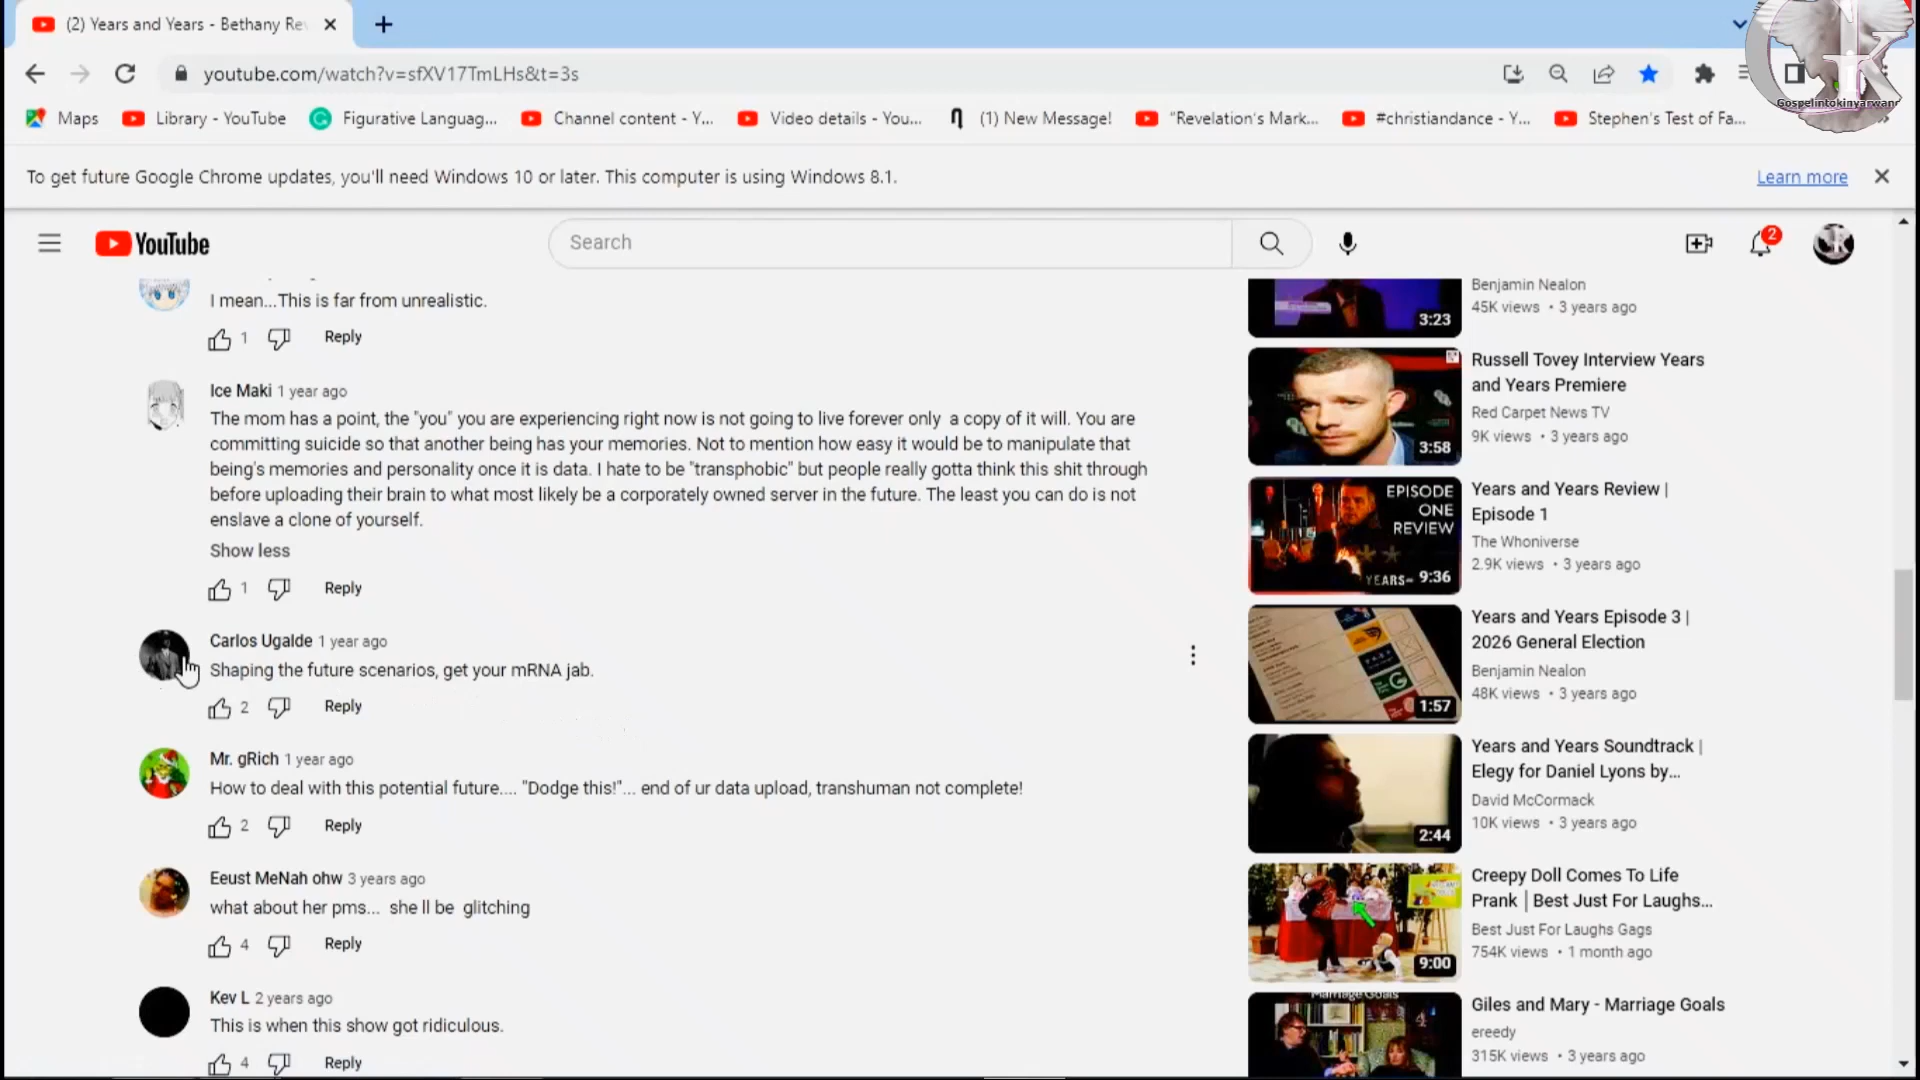 (2) Years and Years - Bethany Re
youtube.com/watch?v=sfXV17TmLHs&t=3s
Maps
Library - YouTube
Figurative Languag...
Channel content - Y...
Video details - You...
(1) New Message!
"Revelation's Mark...
#christiandance - Y...
Stephen's Test of Fa...
Gospelintokinyarwan
To get future Google Chrome updates, you'll need Windows 10 or later. This computer is using Windows 8.1.
Learn more
YouTube
Search
2
I mean...This is far from unrealistic.
1
Reply
Ice Maki 1 year ago
The mom has a point, the "you" you are experiencing right now is not going to live forever only a copy of it will. You are
committing suicide so that another being has your memories. Not to mention how easy it would be to manipulate that
being's memories and personality once it is data. I hate to be "transphobic" but people really gotta think this shit through
before uploading their brain to what most likely be a corporately owned server in the future. The least you can do is not
enslave a clone of yourself.
Show less
1
Reply
Carlos Ugalde 1 year ago
Shaping the future scenarios, get your mRNA jab.
2
Reply
Mr. gRich 1 year ago
How to deal with this potential future.... "Dodge this!"... end of ur data upload, transhuman not complete!
2
Reply
Eeust MeNah ohw 3 years ago
what about her pms... she ll be glitching
4
Reply
Kev L 2 years ago
This is when this show got ridiculous.
4
Reply
3:23
Benjamin Nealon
45K views • 3 years ago
3:58
Russell Tovey Interview Years
and Years Premiere
Red Carpet News TV
9K views • 3 years ago
EPISODE
ONE
REVIEW
YEARS
9:36
Years and Years Review |
Episode 1
The Whoniverse
2.9K views • 3 years ago
1:57
Years and Years Episode 3 |
2026 General Election
Benjamin Nealon
48K views • 3 years ago
2:44
Years and Years Soundtrack |
Elegy for Daniel Lyons by...
David McCormack
10K views • 3 years ago
9:00
Creepy Doll Comes To Life
Prank | Best Just For Laughs...
Best Just For Laughs Gags
754K views • 1 month ago
Marriage Goals
Giles and Mary - Marriage Goals
ereedy
315K views • 3 years ago